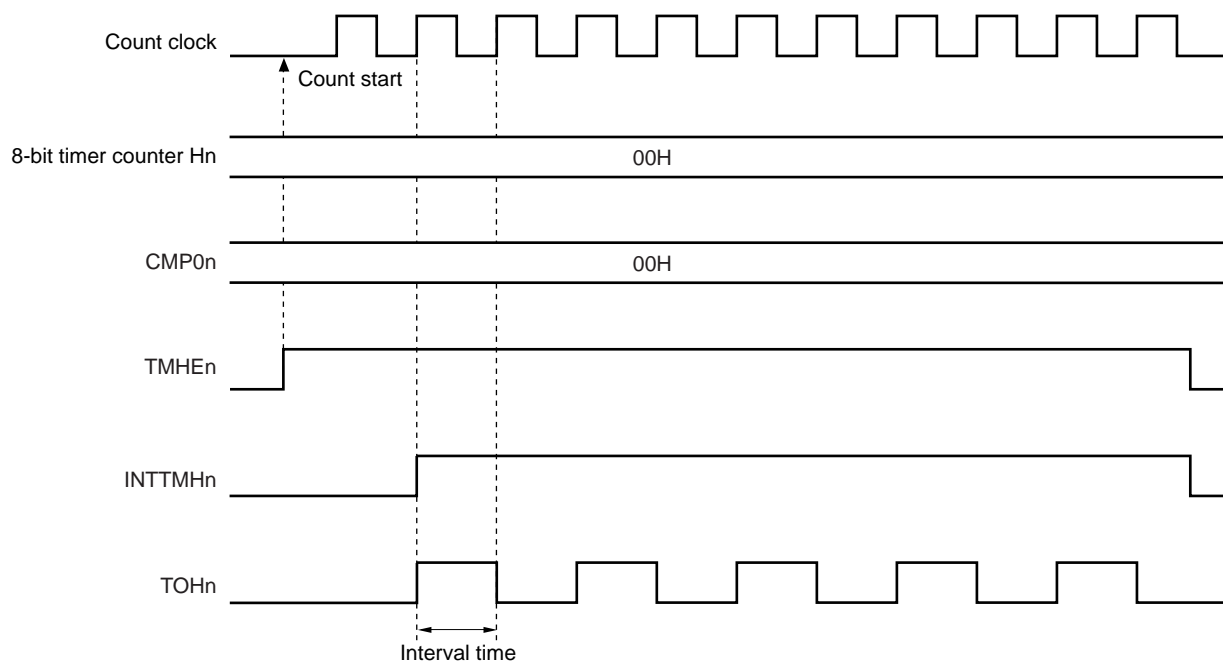 Count clock
Count start
8-bit timer counter Hn
00H
CMP0n
00H
TMHEn
INTTMHn
TOHn
Interval time